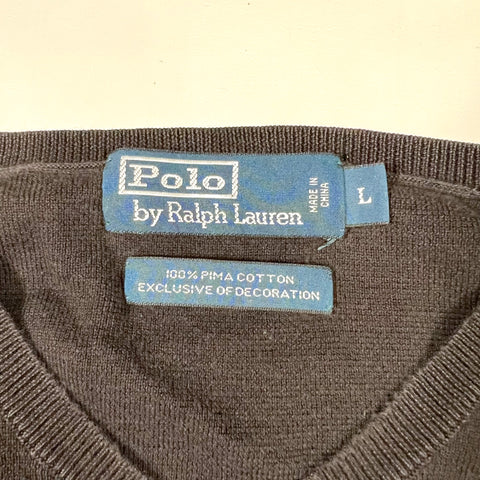 Polo
by Ralph Lauren
MADE IN
CHINA
L
100% PIMA COTTON
EXCLUSIVE OF DECORATION